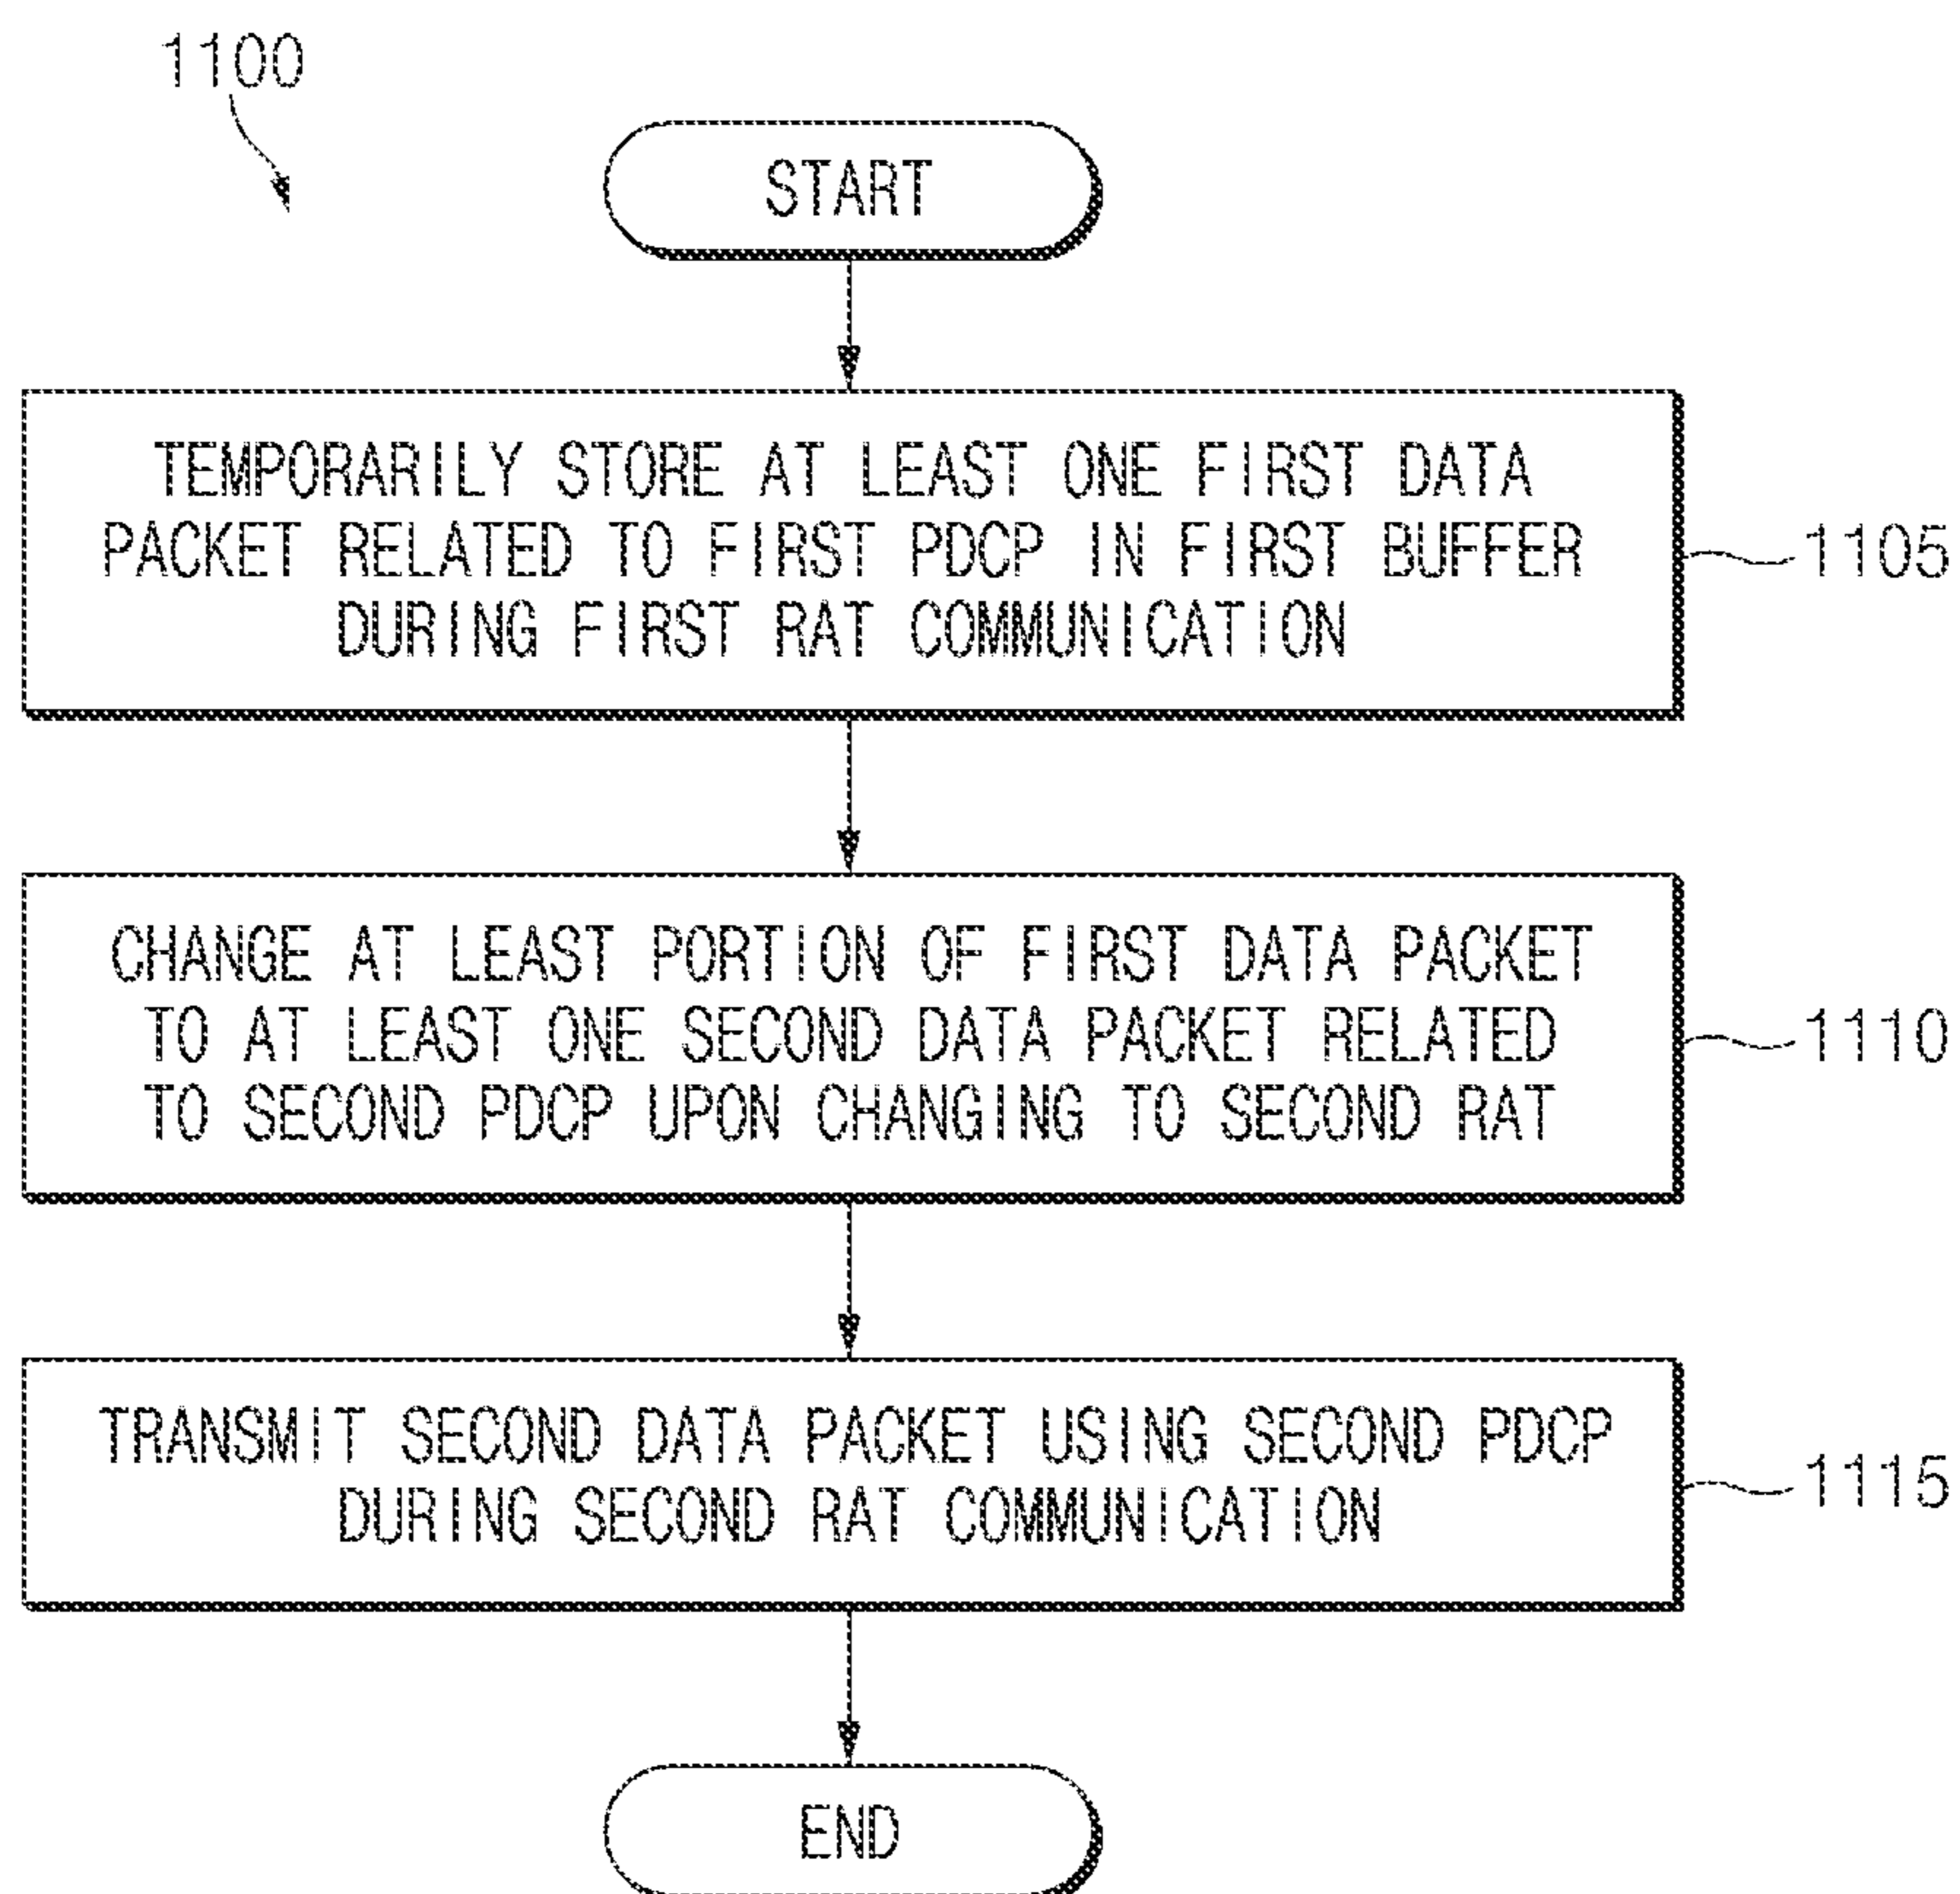 1100
START
TEMPORARILY STORE AT LEAST ONE FIRST DATA
PACKET RELATED TO FIRST PDCP IN FIRST BUFFER
DURING FIRST RAT COMMUNICATION
1105
CHANGE AT LEAST PORTION OF FIRST DATA PACKET
TO AT LEAST ONE SECOND DATA PACKET RELATED
TO SECOND PDCP UPON CHANGING TO SECOND RAT
1110
TRANSMIT SECOND DATA PACKET USING SECOND PDCP
DURING SECOND RAT COMMUNICATION
1115
END